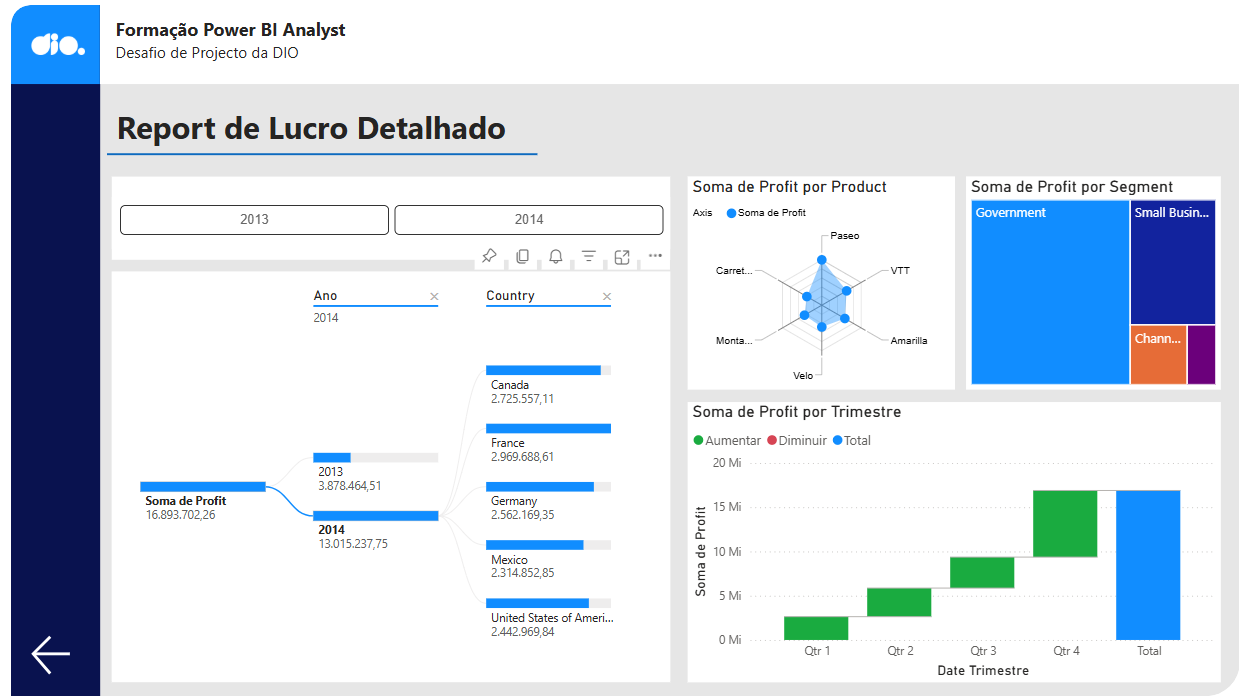 dio.
Formação Power BI Analyst
Desafio de Projecto da DIO
Report de Lucro Detalhado
2013
2014
Ano
2014
Country
Soma de Profit
16.893.702,26
2013
3.878.464,51
2014
13.015.237,75
Canada
2.725.557,11
France
2.969.688,61
Germany
2.562.169,35
Mexico
2.314.852,85
United States of Ameri...
2.442.969,84
Soma de Profit por Product
Axis
Soma de Profit
Paseo
VTT
Amarilla
Velo
Monta...
Carret...
Soma de Profit por Segment
Government
Small Busin...
Chann...
Soma de Profit por Trimestre
Aumentar Diminuir Total
Soma de Profit
20 Mi
15 Mi
10 Mi
5 Mi
0 Mi
Qtr 1
Qtr 2
Qtr 3
Qtr 4
Total
Date Trimestre